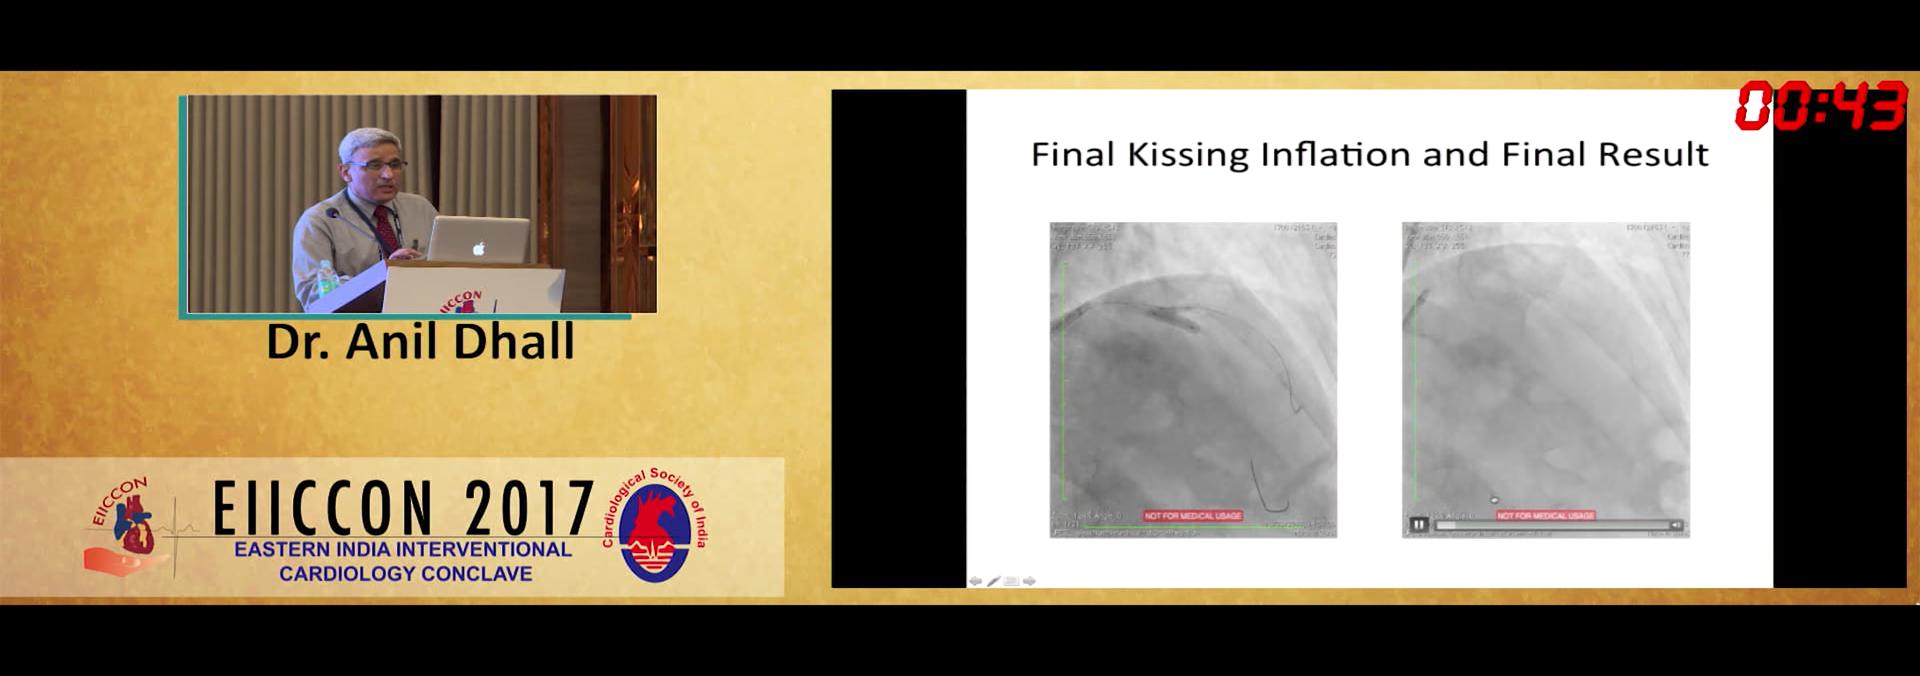 00:43
Final Kissing Inflation and Final Result
NOT FOR MEDICAL USAGE
NOT FOR MEDICAL USAGE
IICCON
Dr. Anil Dhall
EIICCON
EIICCON 2017
EASTERN INDIA INTERVENTIONAL
CARDIOLOGY CONCLAVE
Cardiological Society of India